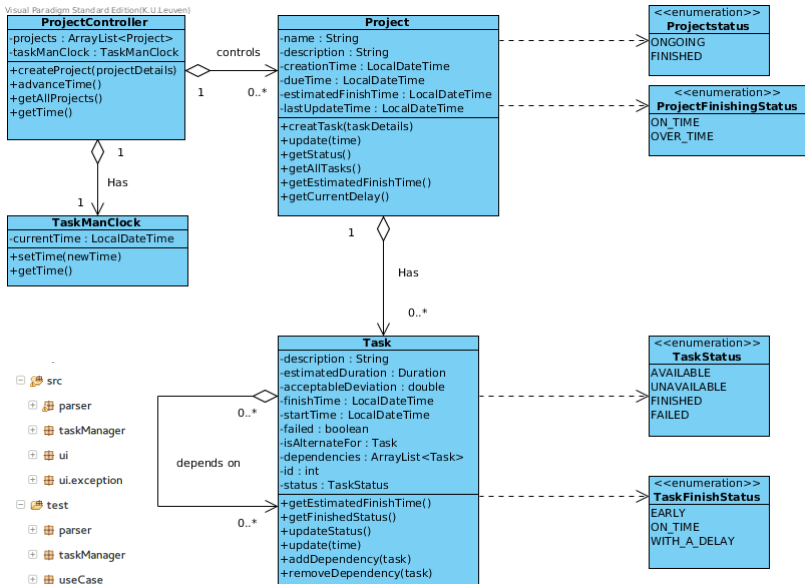 Visual Paradigm Standard Edition(K.U.Leuven)
ProjectController
-projects : ArrayList<Project>
-taskManClock : TaskManClock
+createProject(projectDetails)
+advanceTime()
+getAllProjects()
+getTime()
controls
1
0..*
Project
-name : String
-description : String
-creationTime : LocalDateTime
-dueTime : LocalDateTime
-estimatedFinishTime : LocalDateTime
-lastUpdateTime : LocalDateTime
+creatTask(taskDetails)
+update(time)
+getStatus()
+getAllTasks()
+getEstimatedFinishTime()
+getCurrentDelay()
<<enumeration>>
Projectstatus
ONGOING
FINISHED
<<enumeration>>
ProjectFinishingStatus
ON_TIME
OVER_TIME
1
Has
1
TaskManClock
-currentTime : LocalDateTime
+setTime(newTime)
+getTime()
1
Has
0..*
Task
-description : String
-estimatedDuration : Duration
-acceptableDeviation : double
-finishTime : LocalDateTime
-startTime : LocalDateTime
-failed : boolean
-isAlternateFor : Task
-dependencies : ArrayList<Task>
-id : int
-status : TaskStatus
+getEstimatedFinishTime()
+getFinishedStatus()
+updateStatus()
+update(time)
+addDependency(task)
+removeDependency(task)
0..*
depends on
0..*
<<enumeration>>
TaskStatus
AVAILABLE
UNAVAILABLE
FINISHED
FAILED
<<enumeration>>
TaskFinishStatus
EARLY
ON_TIME
WITH_A_DELAY
src
parser
taskManager
ui
ui.exception
test
parser
taskManager
useCase